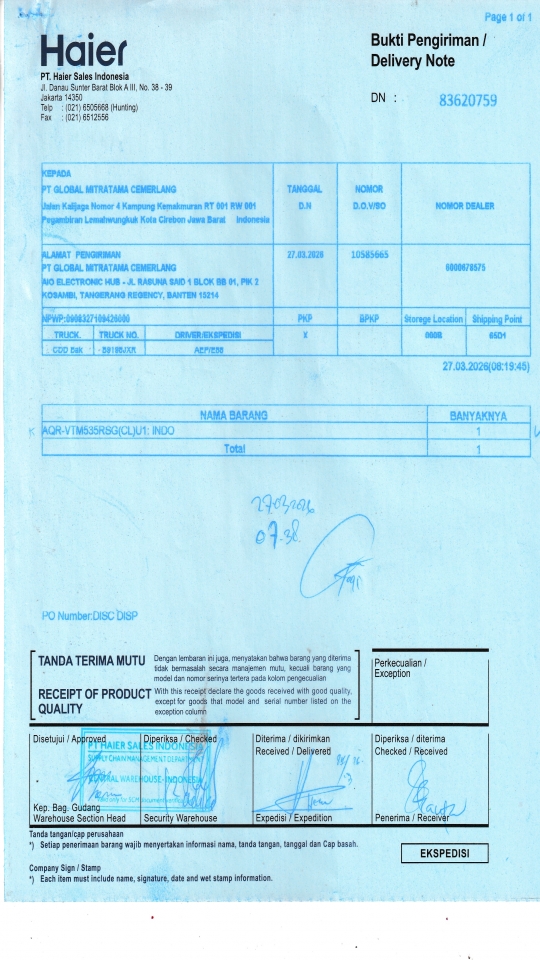 Page 1 of 1
Haier
Bukti Pengiriman /
Delivery Note
PT. Haier Sales Indonesia
Jl. Danau Sunter Barat Blok A III, No. 38 - 39
Jakarta 14350
Telp : (021) 6505668 (Hunting)
Fax : (021) 6512556
DN : 83620759
KEPADA
PT GLOBAL MITRATAMA CEMERLANG
Jalan Kalijaga Nomor 4 Kampung Kemakmuran RT 001 RW 001
Pegambiran Lemahwungkuk Kota Cirebon Jawa Barat Indonesia
TANGGAL NOMOR
D.N D.O.V/SO NOMOR DEALER
ALAMAT PENGIRIMAN 27.03.2026 10585665
PT GLOBAL MITRATAMA CEMERLANG 6000678575
AIO ELECTRONIC HUB - JL RASUNA SAID 1 BLOK BB 01, PIK 2
KOSAMBI, TANGERANG REGENCY, BANTEN 15214
PKP BPKP Storege Location Shipping Point
TRUCK. TRUCK NO. DRIVER/EKSPEDISI X
CDD Bak
27.03.2026(06:19:45)
NAMA BARANG BANYAKNYA
AQR-VTM535RSG(CL)U1: INDO 1
Total 1
27.03.2026
07.38
PO Number:DISC DISP
TANDA TERIMA MUTU
Dengan lembaran ini juga, menyatakan bahwa barang yang diterima
tidak bermasalah secara manajemen mutu, kecuali barang yang
model dan nomor serinya tertera pada kolom pengecualian
RECEIPT OF PRODUCT
QUALITY
With this receipt declare the goods received with good quality,
except for goods that model and serial number listed on the
exception column
Perkecualian /
Exception
Disetujui / Approved Diperiksa / Checked Diterima / dikirimkan Diperiksa / diterima
Received / Delivered Checked / Received
PT HAIER SALES INDONESIA
SUPPLY CHAIN MANAGEMENT DEPARTMENT
WAREHOUSE- INDONESIA
Kep. Bag. Gudang
Warehouse Section Head Security Warehouse Expedisi / Expedition Penerima / Receiver
Tanda tangan/cap perusahaan
*) Setiap penerimaan barang wajib menyertakan informasi nama, tanda tangan, tanggal dan Cap basah.
EKSPEDISI
Company Sign / Stamp
*) Each item must include name, signature, date and wet stamp information.